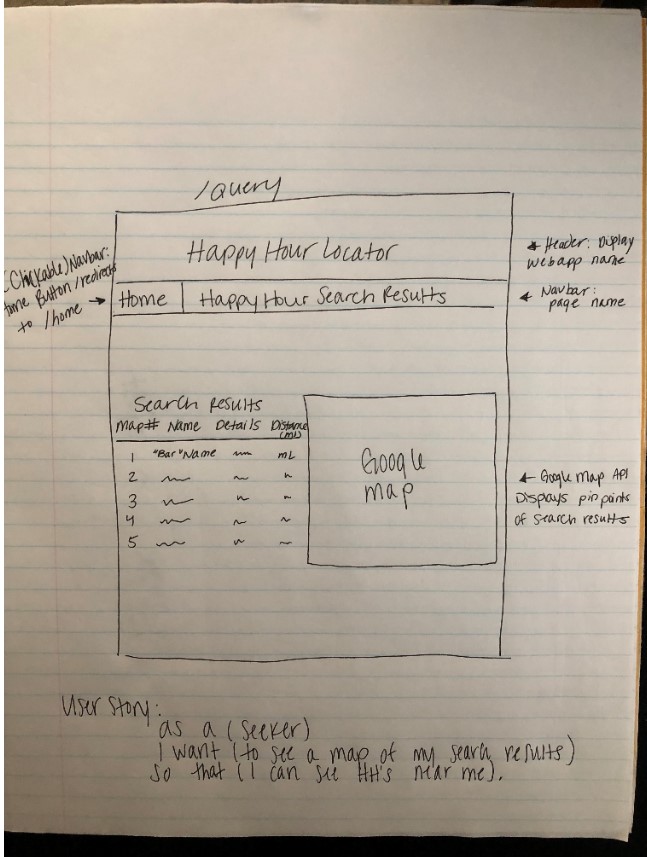 /query
Happy Hour Locator
Home | Happy Hour Search Results
(Clickable) Navbar:
Home Button/redirects
to /home
* Header: Display
webapp name
Navbar:
page name
Search Results
Map# Name Details Distance
(mL)
1 "Bar" Name mL
2
3
4
5
Google
Map
Google Map API
Displays pin points
of search results
User Story:
as a (seeker)
I want (to see a map of my search results)
so that (I can see HH's near me).